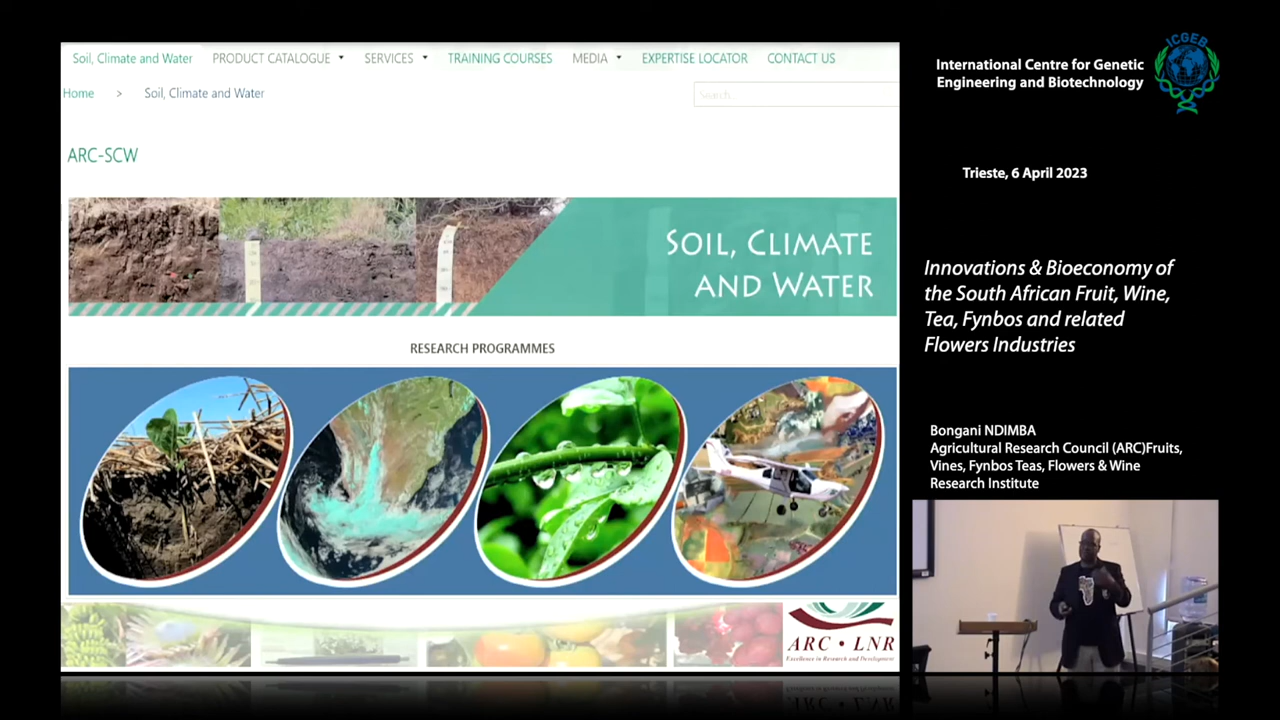 Soil, Climate and Water PRODUCT CATALOGUE SERVICES TRAINING COURSES MEDIA EXPERTISE LOCATOR CONTACT US
Home > Soil, Climate and Water
Search...
ARC-SCW
SOIL, CLIMATE
AND WATER
RESEARCH PROGRAMMES
ARC • LNR
Excellence in Research and Development
ICGEB
International Centre for Genetic
Engineering and Biotechnology
Trieste, 6 April 2023
Innovations & Bioeconomy of
the South African Fruit, Wine,
Tea, Fynbos and related
Flowers Industries
Bongani NDIMBA
Agricultural Research Council (ARC)Fruits,
Vines, Fynbos Teas, Flowers & Wine
Research Institute